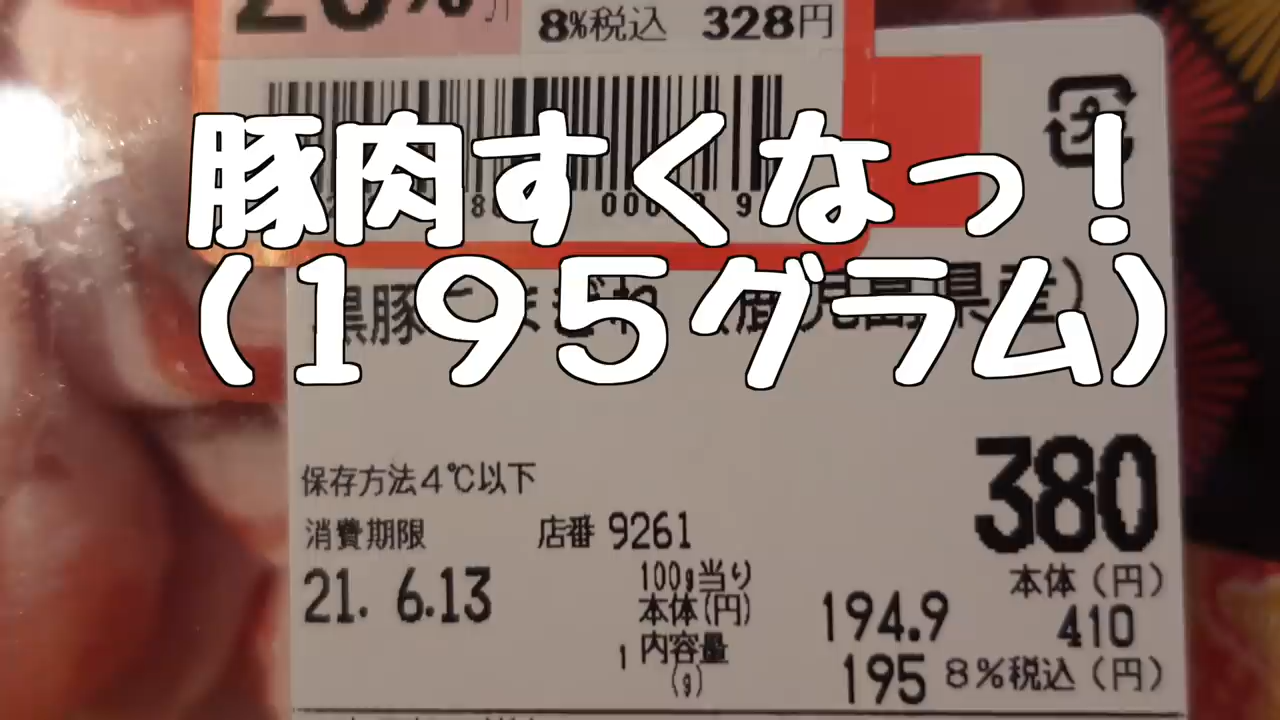 20%
8%税込 328円
豚肉すくなっ!
(195グラム)
保存方法4℃以下
380
消費期限 店番 9261
本体(円)
21. 6.13
100g当り
本体(円) 194.9
410
1 内容量
(g) 195
8%税込(円)